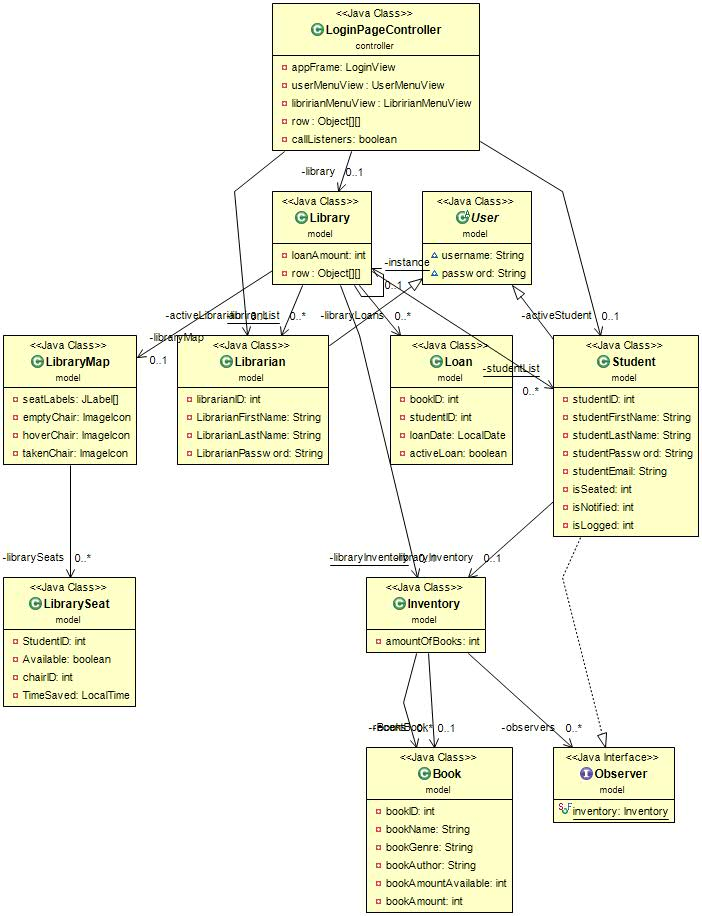 <<Java Class>>
LoginPageController
controller
appFrame: LoginView
userMenuView: UserMenuView
libririanMenuView: LibririanMenuView
row: Object[][]
callListeners: boolean
-library 0..1
<<Java Class>>
Library
model
loanAmount: int
row: Object[][]
<<Java Class>>
User
model
username: String
password: String
-instance
0..1
-activeLibrarian
0..*
-libraryLoans
0..*
-activeStudent
0..1
-libraryMap
0..1
-studentList
0..*
<<Java Class>>
LibraryMap
model
seatLabels: JLabel[]
emptyChair: ImageIcon
hoverChair: ImageIcon
takenChair: ImageIcon
<<Java Class>>
Librarian
model
librarianID: int
LibrarianFirstName: String
LibrarianLastName: String
LibrarianPassword: String
<<Java Class>>
Loan
model
bookID: int
studentID: int
loanDate: LocalDate
activeLoan: boolean
<<Java Class>>
Student
model
studentID: int
studentFirstName: String
studentLastName: String
studentPassword: String
studentEmail: String
isSeated: int
isNotified: int
isLogged: int
-librarySeats 0..*
-libraryInventory
-libraryInventory
0..1
<<Java Class>>
LibrarySeat
model
StudentID: int
Available: boolean
chairID: int
TimeSaved: LocalTime
<<Java Class>>
Inventory
model
amountOfBooks: int
0..*
0..1
-observers 0..*
<<Java Class>>
Book
model
bookID: int
bookName: String
bookGenre: String
bookAuthor: String
bookAmountAvailable: int
bookAmount: int
<<Java Interface>>
Observer
model
inventory: Inventory